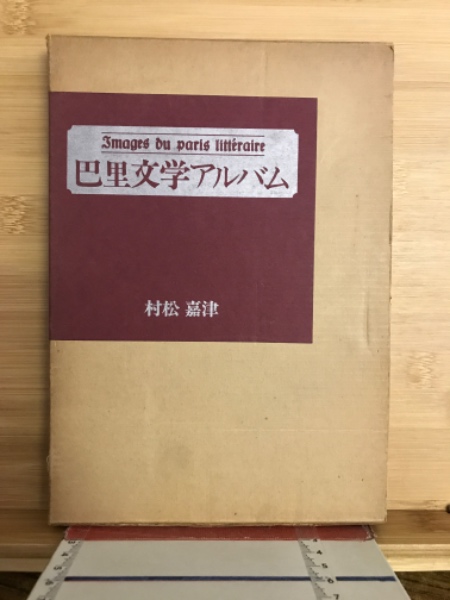 Images du paris littéraire
巴里文学アルバム
村松 嘉津